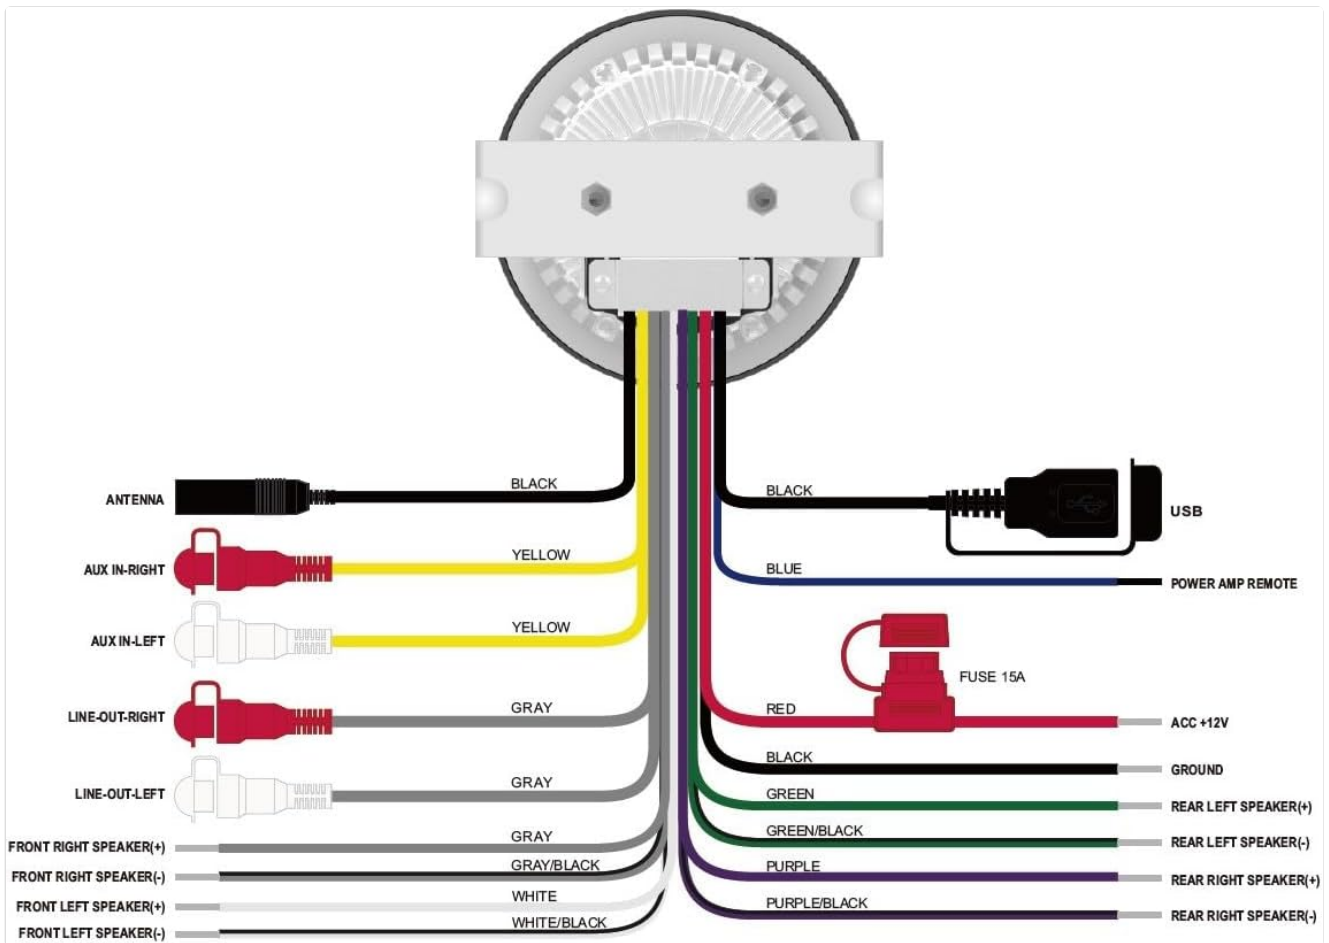 BLACK
ANTENNA
YELLOW
AUX IN-RIGHT
YELLOW
AUX IN-LEFT
GRAY
LINE-OUT-RIGHT
GRAY
LINE-OUT-LEFT
GRAY
FRONT RIGHT SPEAKER(+)
GRAY/BLACK
FRONT RIGHT SPEAKER(-)
WHITE
FRONT LEFT SPEAKER(+)
WHITE/BLACK
FRONT LEFT SPEAKER(-)
BLACK
USB
BLUE
POWER AMP REMOTE
FUSE 15A
RED
ACC +12V
BLACK
GROUND
GREEN
REAR LEFT SPEAKER(+)
GREEN/BLACK
REAR LEFT SPEAKER(-)
PURPLE
REAR RIGHT SPEAKER(+)
PURPLE/BLACK
REAR RIGHT SPEAKER(-)